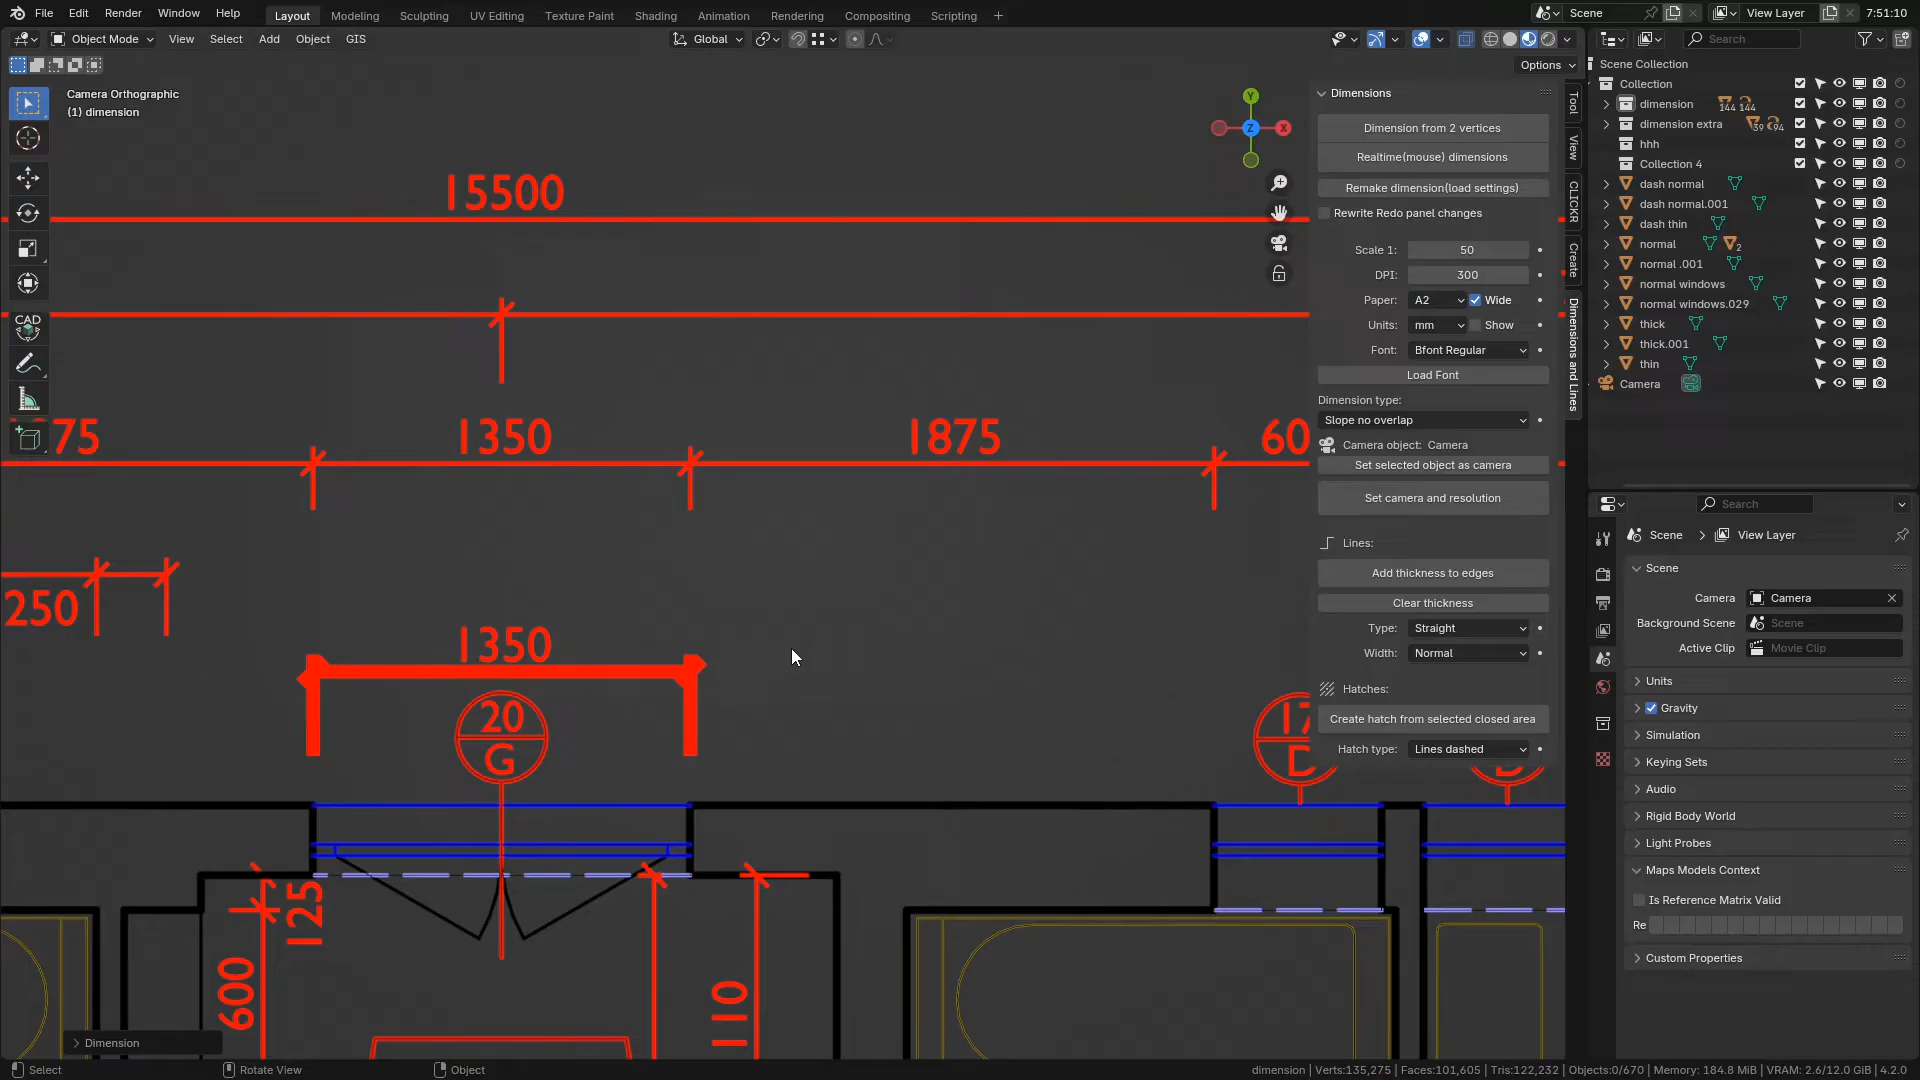 File Edit Render Window Help
Layout Modeling Sculpting UV Editing Texture Paint Shading Animation Rendering Compositing Scripting +
Scene
View Layer
7:51:10
Object Mode View Select Add Object GIS
Global
Search
Options
Camera Orthographic
(1) dimension
CAD
Y
X
Z
15500
75
1350
1875
60
250
1350
20
G
17
D
D
125
600
110
Dimensions
Dimension from 2 vertices
Realtime(mouse) dimensions
Remake dimension(load settings)
Rewrite Redo panel changes
Scale 1: 50
DPI: 300
Paper: A2 Wide
Units: mm Show
Font: Bfont Regular
Load Font
Dimension type:
Slope no overlap
Camera object: Camera
Set selected object as camera
Set camera and resolution
Lines:
Add thickness to edges
Clear thickness
Type: Straight
Width: Normal
Hatches:
Create hatch from selected closed area
Hatch type: Lines dashed
Tool
View
CLICKR
Create
Dimensions and Lines
Scene Collection
Collection
dimension 144 144
dimension extra 39 94
hhh
Collection 4
dash normal
dash normal.001
dash thin
normal 2
normal .001
normal windows
normal windows.029
thick
thick.001
thin
Camera
Search
Scene View Layer
Scene
Camera Camera
Background Scene Scene
Active Clip Movie Clip
Units
Gravity
Simulation
Keying Sets
Audio
Rigid Body World
Light Probes
Maps Models Context
Is Reference Matrix Valid
Re
Custom Properties
Dimension
Select Rotate View Object
dimension | Verts:135,275 | Faces:101,605 | Tris:122,232 | Objects:0/670 | Memory: 184.8 MiB | VRAM: 2.6/12.0 GiB | 4.2.0